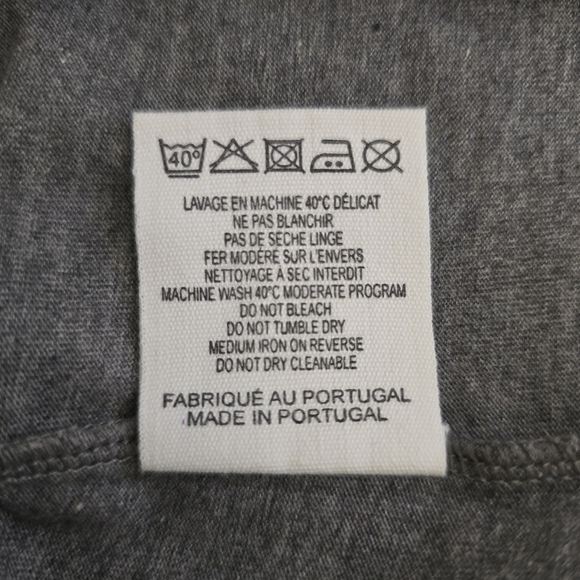 40°
LAVAGE EN MACHINE 40°C DÉLICAT
NE PAS BLANCHIR
PAS DE SECHE LINGE
FER MODÉRÉ SUR L'ENVERS
NETTOYAGE À SEC INTERDIT
MACHINE WASH 40°C MODERATE PROGRAM
DO NOT BLEACH
DO NOT TUMBLE DRY
MEDIUM IRON ON REVERSE
DO NOT DRY CLEANABLE
FABRIQUÉ AU PORTUGAL
MADE IN PORTUGAL